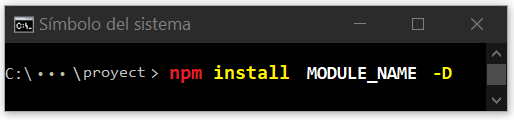 Símbolo del sistema
C:\•••\proyect> npm install MODULE_NAME -D